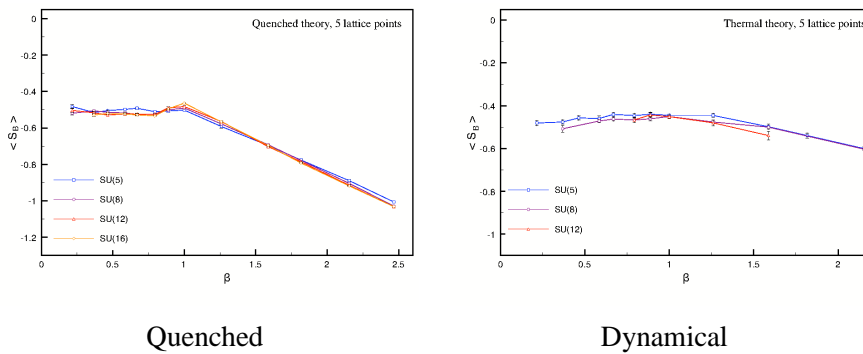 Quenched theory, 5 lattice points
0
-0.2
-0.4
-0.6
-0.8
-1
-1.2
< S_B >
SU(5)
SU(8)
SU(12)
SU(16)
0 0.5 1 1.5 2 2.5
β
Quenched
Thermal theory, 5 lattice points
0
-0.2
-0.4
-0.6
-0.8
-1
< S_B >
SU(5)
SU(8)
SU(12)
0 0.5 1 1.5 2
β
Dynamical